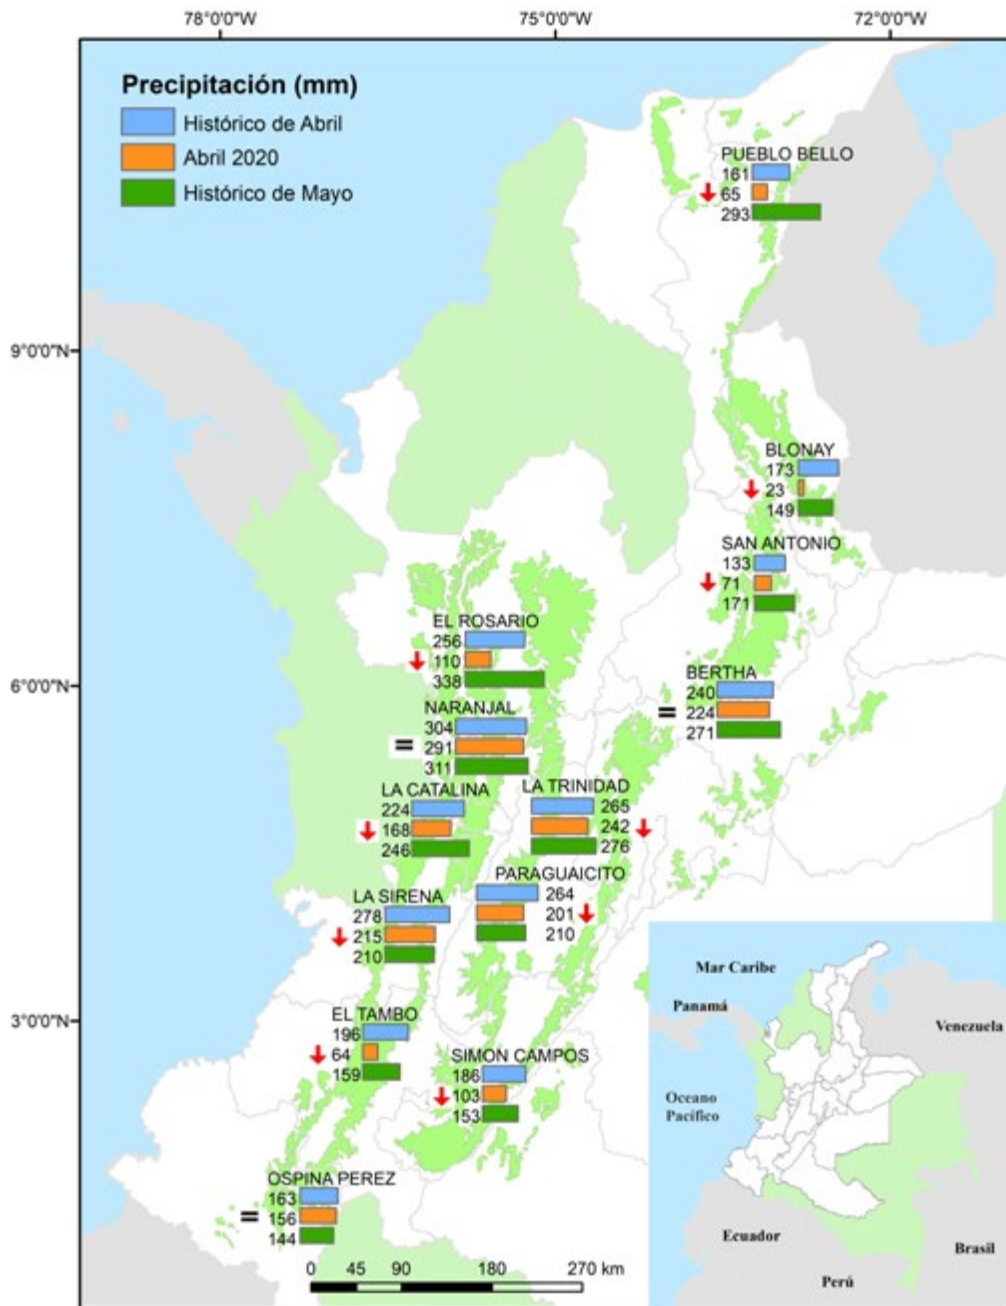 78°0'0"W 75°0'0"W 72°0'0"W
Precipitación (mm)
Histórico de Abril
Abril 2020
Histórico de Mayo
PUEBLO BELLO
161
65
293
9°0'0"N
BLONAY
173
23
149
SAN ANTONIO
133
71
171
EL ROSARIO
256
110
338
6°0'0"N
BERTHA
240
224
271
NARANJAL
304
291
311
LA CATALINA
224
168
246
LA TRINIDAD
265
242
276
PARAGUAICITO
264
201
210
LA SIRENA
278
215
210
3°0'0"N
EL TAMBO
196
64
159
SIMON CAMPOS
186
103
153
OSPINA PEREZ
163
156
144
0 45 90 180 270 km
Mar Caribe
Panamá
Venezuela
Oceano
Pacífico
Ecuador
Brasil
Perú